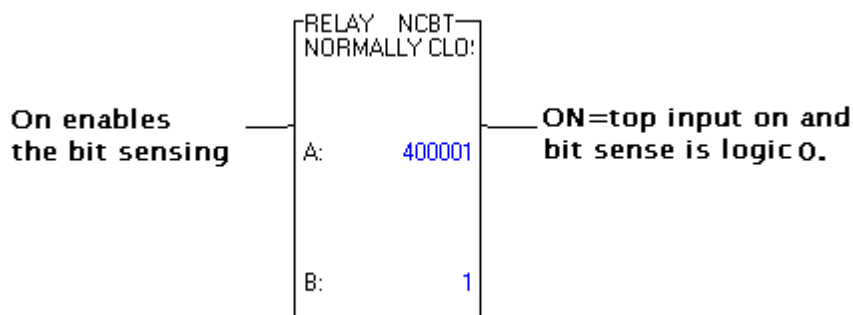 RELAY NCBT
NORMALLY CLO:
On enables
the bit sensing
A: 400001
ON=top input on and
bit sense is logic 0.
B: 1